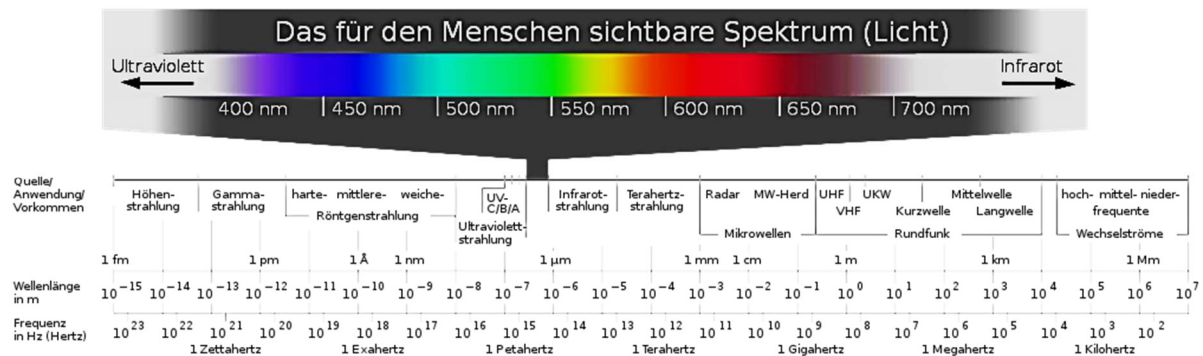 Das für den Menschen sichtbare Spektrum (Licht)
Ultraviolett
Infrarot
400 nm 450 nm 500 nm 550 nm 600 nm 650 nm 700 nm
Quelle/
Anwendung/
Vorkommen
Höhen-
strahlung
Gamma-
strahlung
harte- mittlere- weiche-
Röntgenstrahlung
UV-
C/B/A
Ultraviolett-
strahlung
Infrarot-
strahlung
Terahertz-
strahlung
Radar MW-Herd
Mikrowellen
UHF UKW Mittelwelle
VHF Kurzwelle Langwelle
Rundfunk
hoch- mittel- nieder-
frequente
Wechselströme
1 fm 1 pm 1 Å 1 nm 1 µm 1 mm 1 cm 1 m 1 km 1 Mm
Wellenlänge
in m
10⁻¹⁵ 10⁻¹⁴ 10⁻¹³ 10⁻¹² 10⁻¹¹ 10⁻¹⁰ 10⁻⁹ 10⁻⁸ 10⁻⁷ 10⁻⁶ 10⁻⁵ 10⁻⁴ 10⁻³ 10⁻² 10⁻¹ 10⁰ 10¹ 10² 10³ 10⁴ 10⁵ 10⁶ 10⁷
Frequenz
in Hz (Hertz)
10²³ 10²² 10²¹ 10²⁰ 10¹⁹ 10¹⁸ 10¹⁷ 10¹⁶ 10¹⁵ 10¹⁴ 10¹³ 10¹² 10¹¹ 10¹⁰ 10⁹ 10⁸ 10⁷ 10⁶ 10⁵ 10⁴ 10³ 10²
1 Zettahertz 1 Exahertz 1 Petahertz 1 Terahertz 1 Gigahertz 1 Megahertz 1 Kilohertz